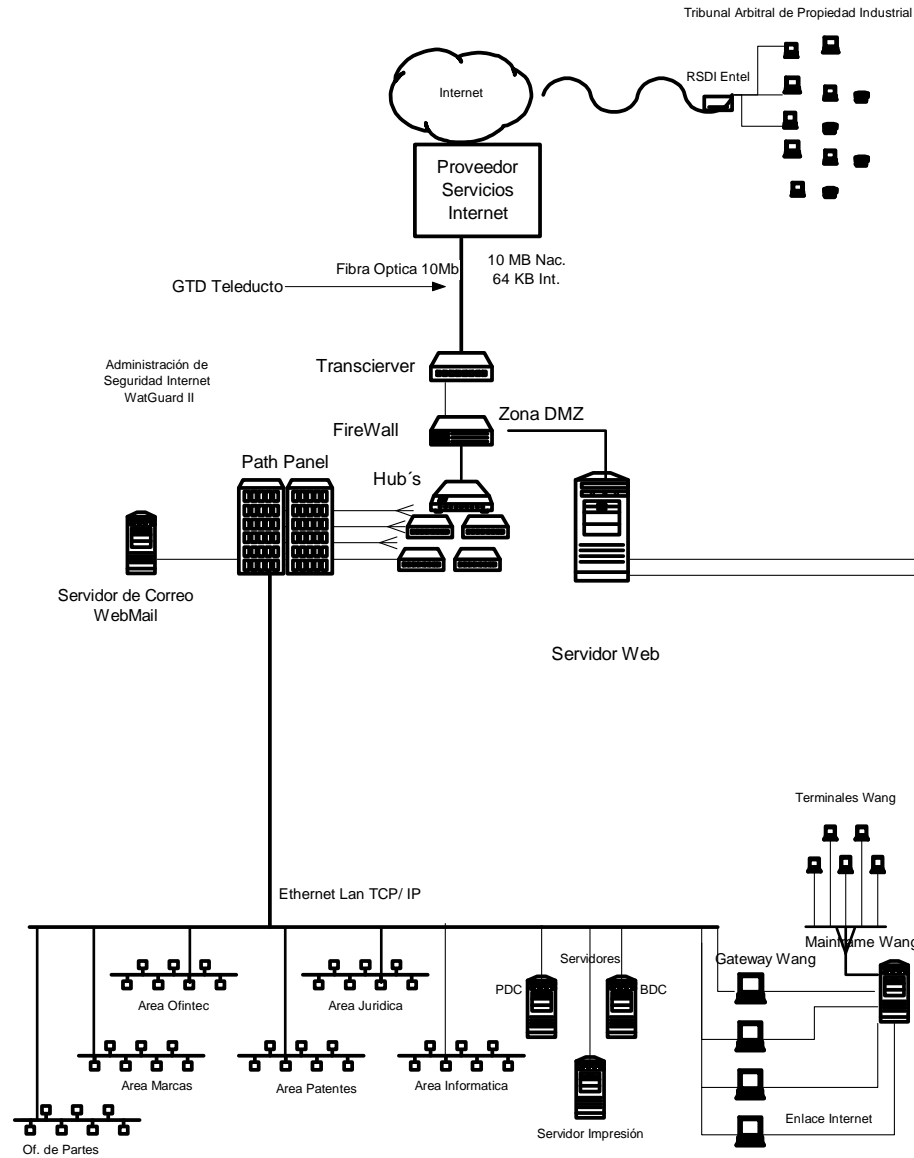 Tribunal Arbitral de Propiedad Industrial
RSDI Entel
Internet
Proveedor
Servicios
Internet
Fibra Optica 10Mb
10 MB Nac.
64 KB Int.
GTD Teleducto
Administración de
Seguridad Internet
WatGuard II
Transcierver
FireWall
Zona DMZ
Path Panel
Hub´s
Servidor de Correo
WebMail
Servidor Web
Terminales Wang
Ethernet Lan TCP/ IP
Mainframe Wang
Servidores
Gateway Wang
PDC
BDC
Area Ofintec
Area Juridica
Area Marcas
Area Patentes
Area Informatica
Enlace Internet
Servidor Impresión
Of. de Partes